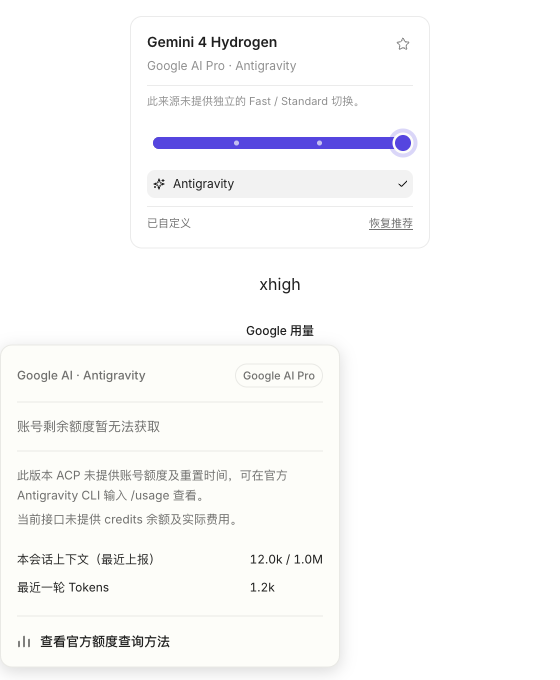 Gemini 4 Hydrogen
Google AI Pro · Antigravity
此来源未提供独立的 Fast / Standard 切换。
Antigravity
已自定义
恢复推荐
xhigh
Google 用量
Google AI · Antigravity
Google AI Pro
账号剩余额度暂无法获取
此版本 ACP 未提供账号额度及重置时间，可在官方
Antigravity CLI 输入 /usage 查看。
当前接口未提供 credits 余额及实际费用。
本会话上下文（最近上报） 12.0k / 1.0M
最近一轮 Tokens 1.2k
查看官方额度查询方法